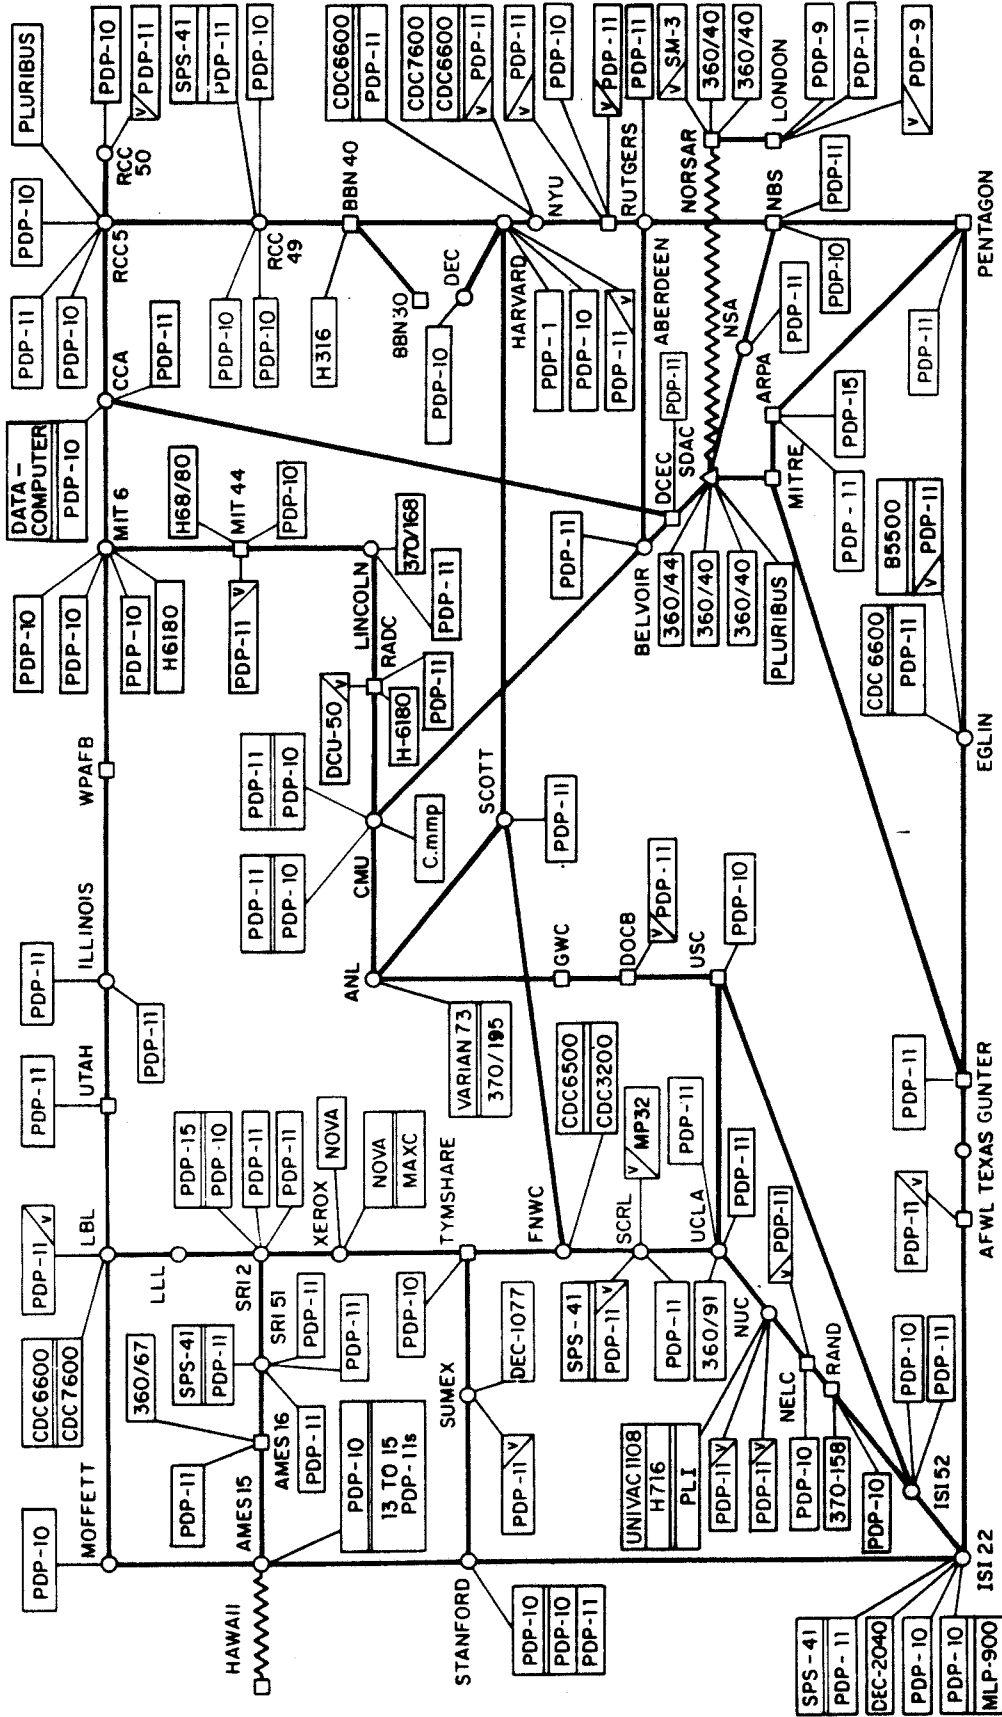 PDP-10
MOFFETT
CDC6600
CDC7600
PDP-11
V
LBL
PDP-11
UTAH
PDP-11
ILLINOIS
PDP-11
WPAFB
PDP-10
PDP-10
PDP-10
H6180
MIT 6
DATA-
COMPUTER
PDP-10
CCA
PDP-11
PDP-11
PDP-10
PDP-10
PLURIBUS
RCC5
RCC
50
PDP-10
V
PDP-11
HAWAII
AMES15
PDP-11
360/67
AMES16
PDP-11
SPS-41
PDP-11
SRI 51
PDP-11
PDP-11
LLL
SRI 2
PDP-15
PDP-10
PDP-11
PDP-11
PDP-10
13 TO 15
PDP-11s
XEROX
NOVA
NOVA
MAXC
H68/80
MIT 44
PDP-10
PDP-11
V
PDP-10
PDP-10
RCC
49
SPS-41
PDP-11
PDP-10
STANFORD
PDP-10
PDP-10
PDP-11
SUMEX
PDP-11
V
DEC-1077
PDP-10
TYMSHARE
ANL
VARIAN 73
370/195
PDP-11
PDP-10
PDP-11
PDP-10
CMU
C.mmp
DCU-50
V
RADC
H-6180
PDP-11
LINCOLN
370/168
PDP-11
H316
BBN 40
BBN30
PDP-10
DEC
HARVARD
PDP-1
PDP-10
PDP-11
V
CDC6600
PDP-11
CDC7600
CDC6600
V
PDP-11
NYU
V
PDP-11
PDP-10
RUTGERS
V
PDP-11
FNWC
CDC6500
CDC3200
SCOTT
PDP-11
GWC
DOCB
V
PDP-11
USC
PDP-10
SPS-41
PDP-11
V
SCRL
V
MP32
PDP-11
UCLA
360/91
PDP-11
PDP-11
UNIVAC 1108
H716
PLI
PDP-11
V
PDP-11
V
NUC
V
PDP-11
NELC
PDP-10
RAND
370-158
PDP-10
PDP-11
BELVOIR
DCEC
PDP-11
ABERDEEN
PDP-11
SDAC
360/44
360/40
360/40
PLURIBUS
NORSAR
V
SM-3
360/40
360/40
LONDON
PDP-9
PDP-11
V
PDP-9
NSA
PDP-11
NBS
PDP-10
PDP-11
MITRE
ARPA
PDP-11
PDP-15
SPS-41
PDP-11
DEC-2040
PDP-10
PDP-10
MLP-900
ISI 22
ISI 52
PDP-10
PDP-11
PDP-11
V
AFWL
TEXAS
PDP-11
GUNTER
CDC6600
PDP-11
B5500
V
PDP-11
EGLIN
PDP-11
PENTAGON